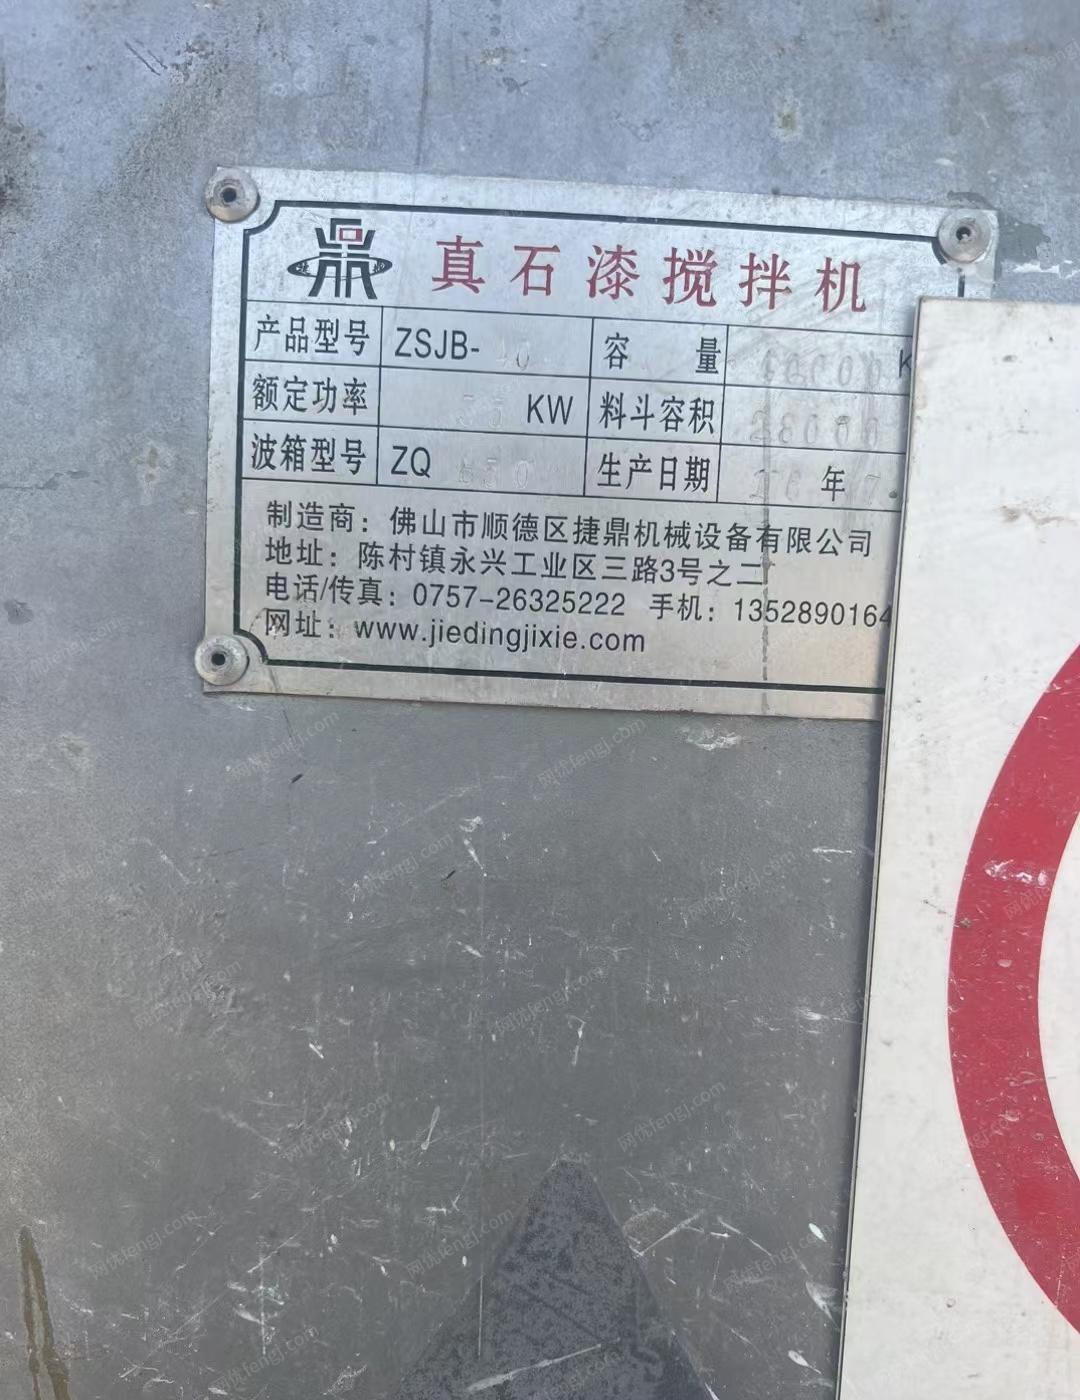 真石漆搅拌机
产品型号 ZSJB- 容 量
额定功率 KW 料斗容积
波箱型号 ZQ 生产日期 年
制造商：佛山市顺德区捷鼎机械设备有限公司
地址：陈村镇永兴工业区三路3号之二
电话/传真：0757-26325222 手机：1352890164
网址：www.jiedingjixie.com